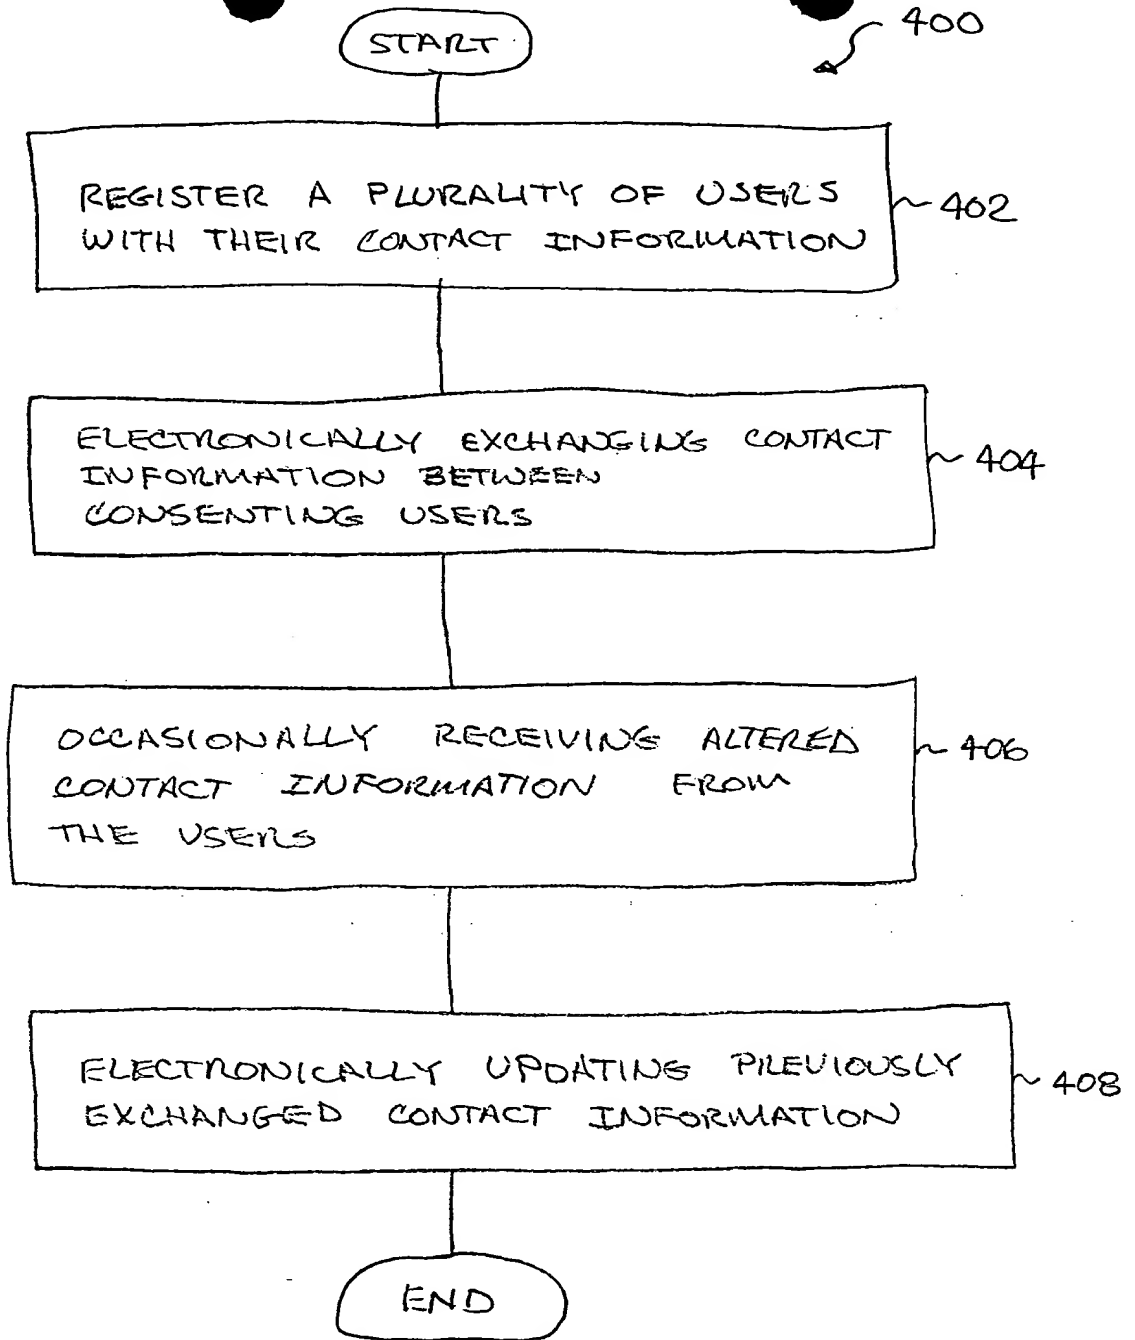 START
400
REGISTER A PLURALITY OF USERS
WITH THEIR CONTACT INFORMATION
402
ELECTRONICALLY EXCHANGING CONTACT
INFORMATION BETWEEN
CONSENTING USERS
404
OCCASIONALLY RECEIVING ALTERED
CONTACT INFORMATION FROM
THE USERS
406
ELECTRONICALLY UPDATING PREVIOUSLY
EXCHANGED CONTACT INFORMATION
408
END